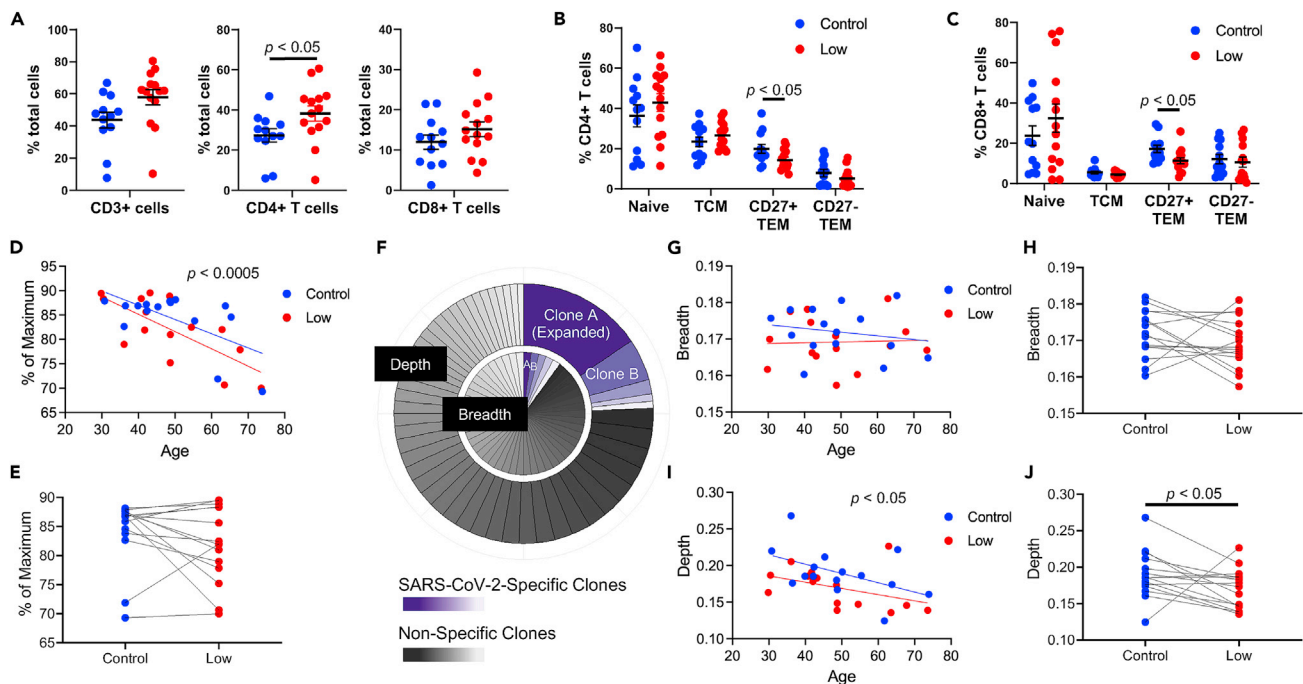 A
% total cells
100
80
60
40
20
0
CD3+ cells
% total cells
80
60
40
20
0
p < 0.05
CD4+ T cells
% total cells
40
30
20
10
0
CD8+ T cells
B
% CD4+ T cells
80
60
40
20
0
Control
Low
p < 0.05
Naive TCM CD27+ CD27-
TEM TEM
C
% CD8+ T cells
80
60
40
20
0
Control
Low
p < 0.05
Naive TCM CD27+ CD27-
TEM TEM
D
% of Maximum
95
90
85
80
75
70
65
p < 0.0005
Control
Low
20 30 40 50 60 70 80
Age
E
% of Maximum
90
85
80
75
70
65
Control Low
F
Clone A
(Expanded)
Clone B
A
B
Depth
Breadth
SARS-CoV-2-Specific Clones
Non-Specific Clones
G
Breadth
0.19
0.18
0.17
0.16
0.15
Control
Low
20 30 40 50 60 70 80
Age
H
Breadth
0.19
0.18
0.17
0.16
0.15
Control Low
I
Depth
0.30
0.25
0.20
0.15
0.10
p < 0.05
Control
Low
20 30 40 50 60 70 80
Age
J
Depth
0.30
0.25
0.20
0.15
0.10
p < 0.05
Control Low